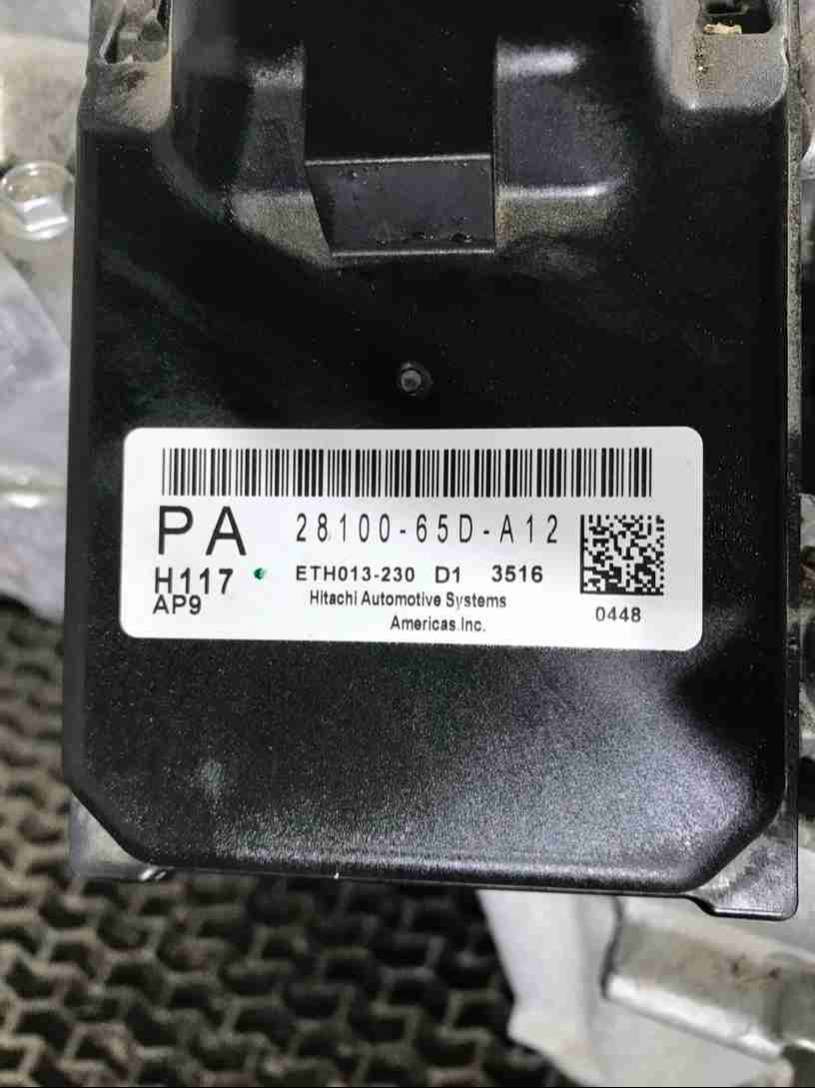 PA 28100-65D-A12
H117 ETH013-230 D1 3516
AP9 Hitachi Automotive Systems
Americas.Inc. 0448